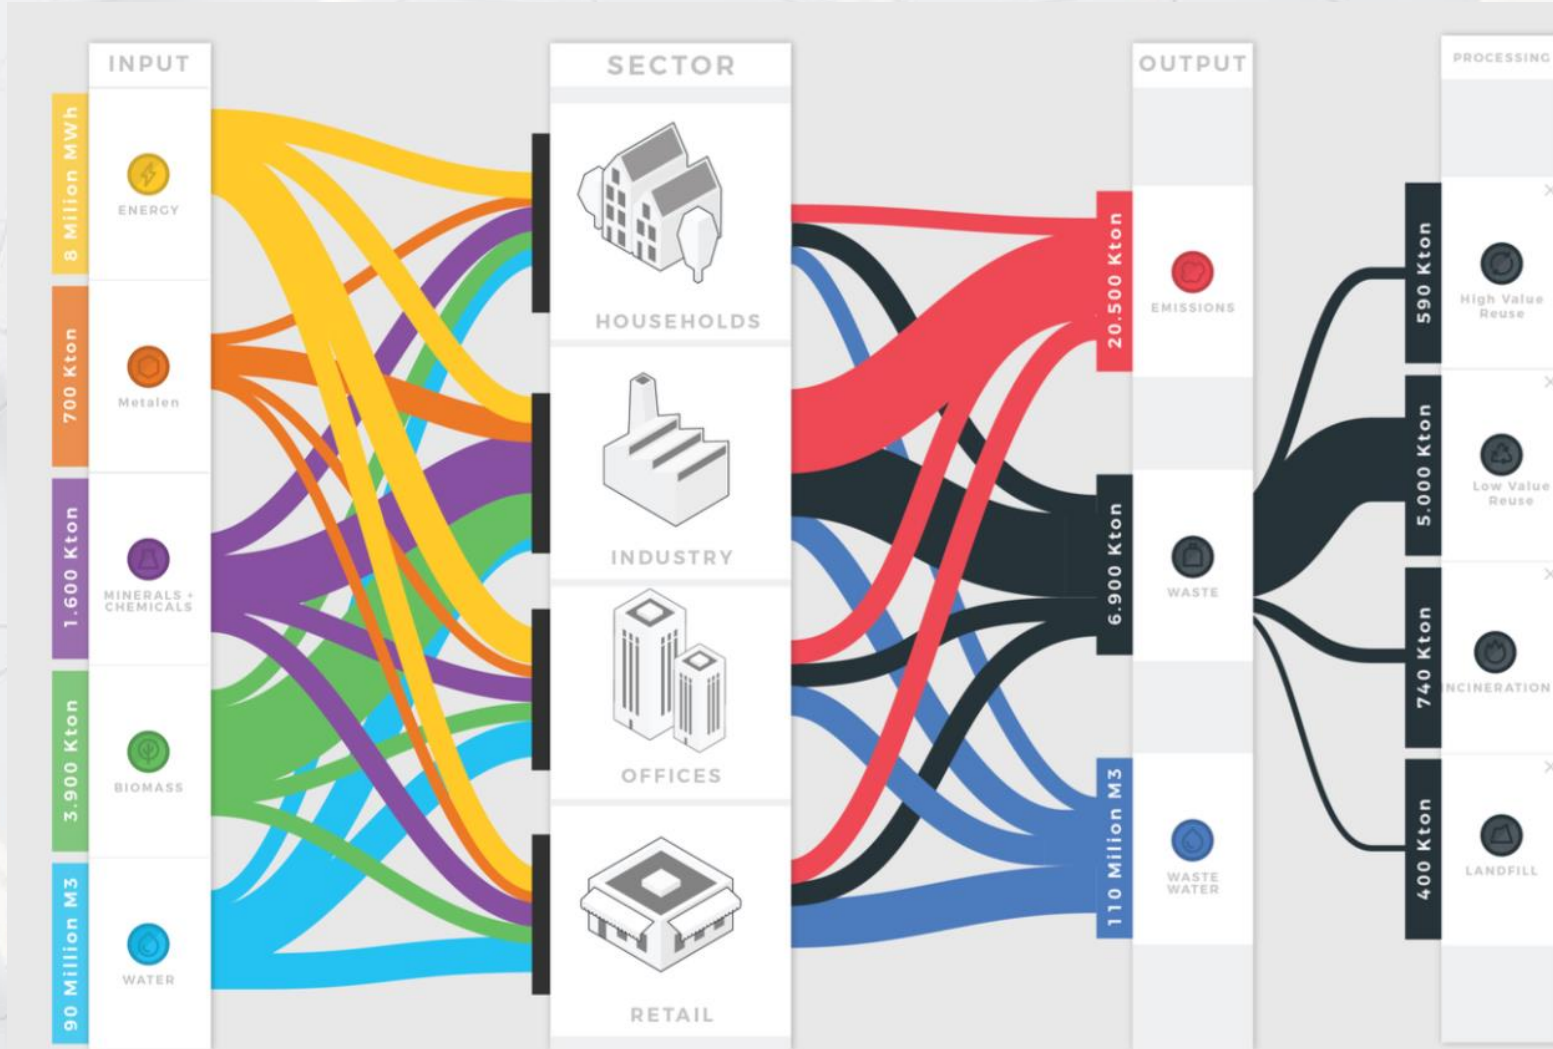 INPUT
8 Milion MWh
ENERGY
700 Kton
Metalen
1.600 Kton
MINERALS +
CHEMICALS
3.900 Kton
BIOMASS
90 Million M3
WATER
SECTOR
HOUSEHOLDS
INDUSTRY
OFFICES
RETAIL
OUTPUT
20.500 Kton
EMISSIONS
6.900 Kton
WASTE
110 Milion M3
WASTE
WATER
PROCESSING
590 Kton
High Value
Reuse
5.000 Kton
Low Value
Reuse
740 Kton
INCINERATION
400 Kton
LANDFILL